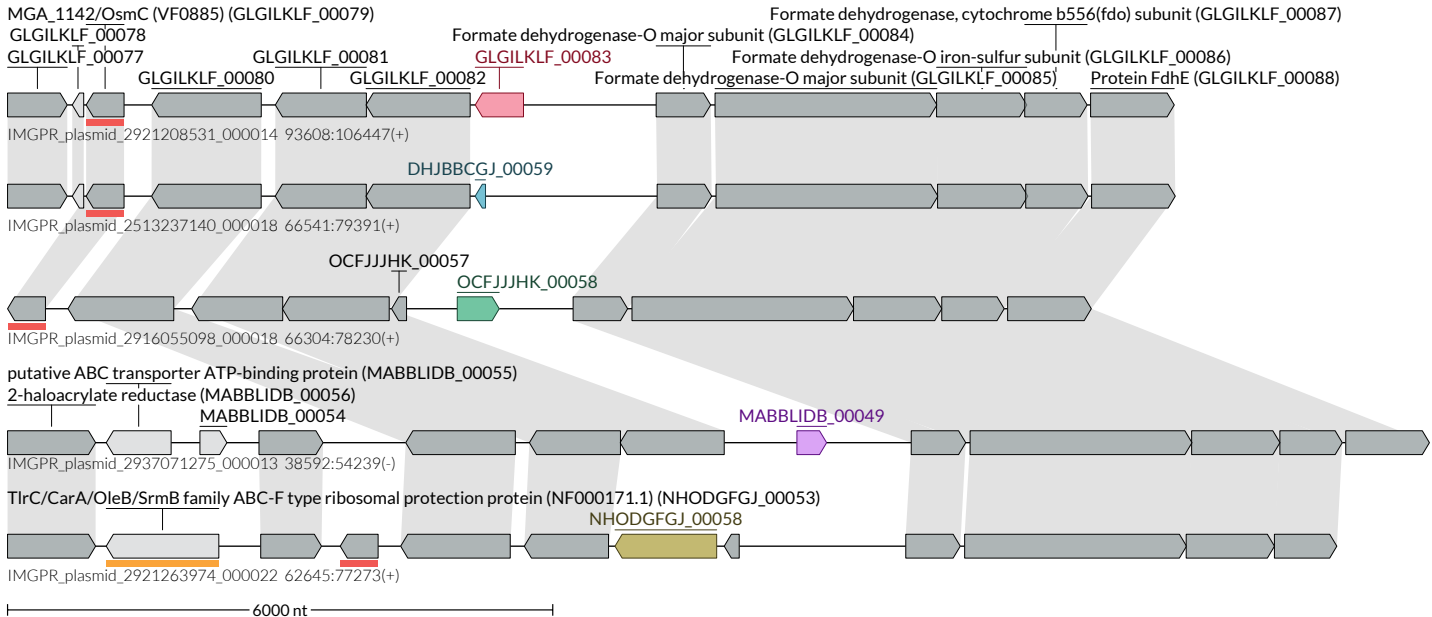 MGA_1142/OsmC (VF0885) (GLGILKLF_00079)
Formate dehydrogenase, cytochrome b556(fdo) subunit (GLGILKLF_00087)
GLGILKLF_00078
Formate dehydrogenase-O major subunit (GLGILKLF_00084)
GLGILKLF_00077
GLGILKLF_00081
GLGILKLF_00083
Formate dehydrogenase-O iron-sulfur subunit (GLGILKLF_00086)
GLGILKLF_00080
GLGILKLF_00082
Formate dehydrogenase-O major subunit (GLGILKLF_00085)
Protein FdhE (GLGILKLF_00088)
IMGPR_plasmid_2921208531_000014 93608:106447(+)
DHJBBCGJ_00059
IMGPR_plasmid_2513237140_000018 66541:79391(+)
OCFJJJHK_00057
OCFJJJHK_00058
IMGPR_plasmid_2916055098_000018 66304:78230(+)
putative ABC transporter ATP-binding protein (MABBLIDB_00055)
2-haloacrylate reductase (MABBLIDB_00056)
MABBLIDB_00054
MABBLIDB_00049
IMGPR_plasmid_2937071275_000013 38592:54239(-)
TlrC/CarA/OleB/SrmB family ABC-F type ribosomal protection protein (NF000171.1) (NHODGFGJ_00053)
NHODGFGJ_00058
IMGPR_plasmid_2921263974_000022 62645:77273(+)
6000 nt